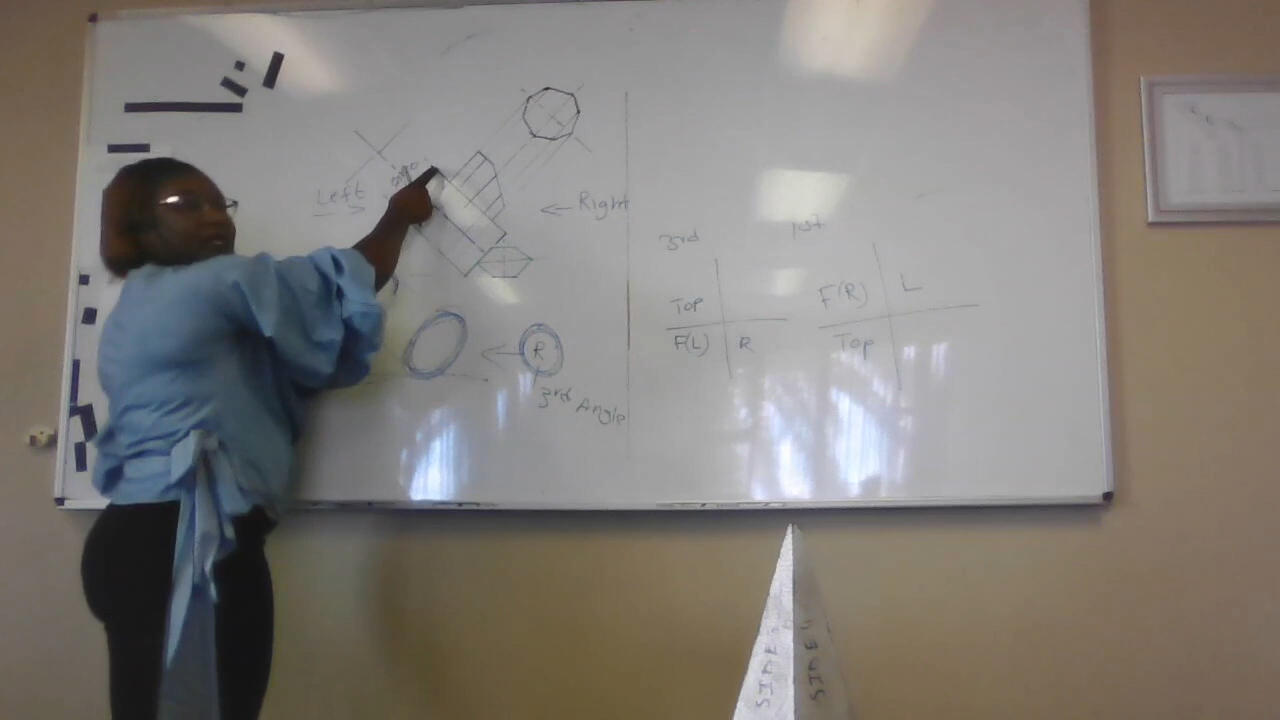 Left
Right
R
3rd Angle
3rd
Top
F(L) R
1st
F(R) L
Top
SIDE
SIDE